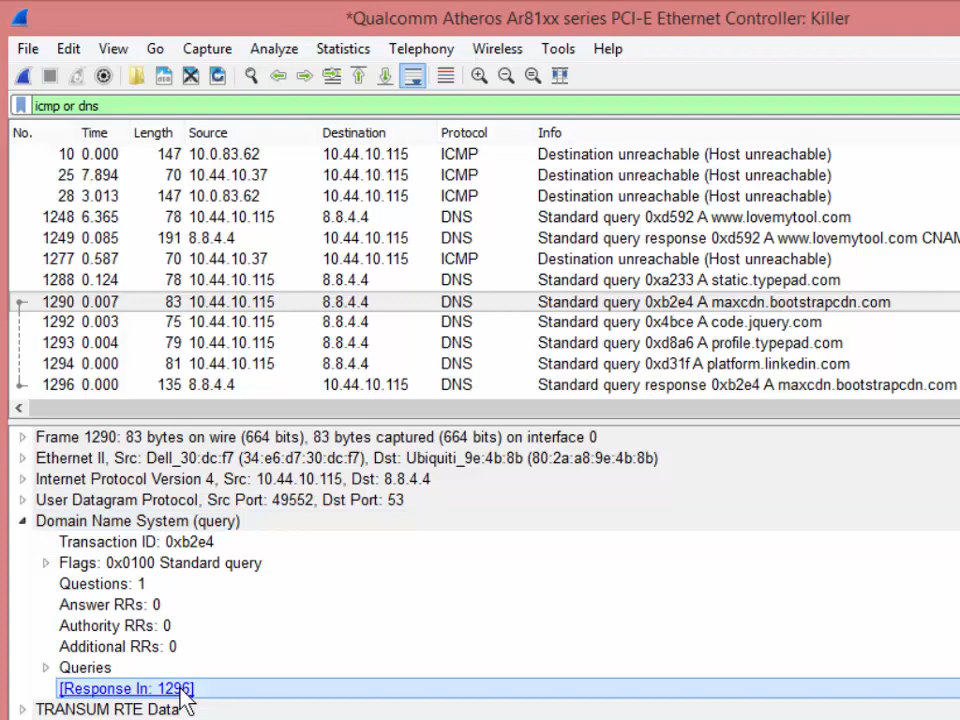 *Qualcomm Atheros Ar81xx series PCI-E Ethernet Controller: Killer
File Edit View Go Capture Analyze Statistics Telephony Wireless Tools Help
icmp or dns
No. Time Length Source Destination Protocol Info
10 0.000 147 10.0.83.62 10.44.10.115 ICMP Destination unreachable (Host unreachable)
25 7.894 70 10.44.10.37 10.44.10.115 ICMP Destination unreachable (Host unreachable)
28 3.013 147 10.0.83.62 10.44.10.115 ICMP Destination unreachable (Host unreachable)
1248 6.365 78 10.44.10.115 8.8.4.4 DNS Standard query 0xd592 A www.lovemytool.com
1249 0.085 191 8.8.4.4 10.44.10.115 DNS Standard query response 0xd592 A www.lovemytool.com CNAM
1277 0.587 70 10.44.10.37 10.44.10.115 ICMP Destination unreachable (Host unreachable)
1288 0.124 78 10.44.10.115 8.8.4.4 DNS Standard query 0xa233 A static.typepad.com
1290 0.007 83 10.44.10.115 8.8.4.4 DNS Standard query 0xb2e4 A maxcdn.bootstrapcdn.com
1292 0.003 75 10.44.10.115 8.8.4.4 DNS Standard query 0x4bce A code.jquery.com
1293 0.004 79 10.44.10.115 8.8.4.4 DNS Standard query 0xd8a6 A profile.typepad.com
1294 0.000 81 10.44.10.115 8.8.4.4 DNS Standard query 0xd31f A platform.linkedin.com
1296 0.000 135 8.8.4.4 10.44.10.115 DNS Standard query response 0xb2e4 A maxcdn.bootstrapcdn.com
Frame 1290: 83 bytes on wire (664 bits), 83 bytes captured (664 bits) on interface 0
Ethernet II, Src: Dell_30:dc:f7 (34:e6:d7:30:dc:f7), Dst: Ubiquiti_9e:4b:8b (80:2a:a8:9e:4b:8b)
Internet Protocol Version 4, Src: 10.44.10.115, Dst: 8.8.4.4
User Datagram Protocol, Src Port: 49552, Dst Port: 53
Domain Name System (query)
Transaction ID: 0xb2e4
Flags: 0x0100 Standard query
Questions: 1
Answer RRs: 0
Authority RRs: 0
Additional RRs: 0
Queries
[Response In: 1296]
TRANSUM RTE Data